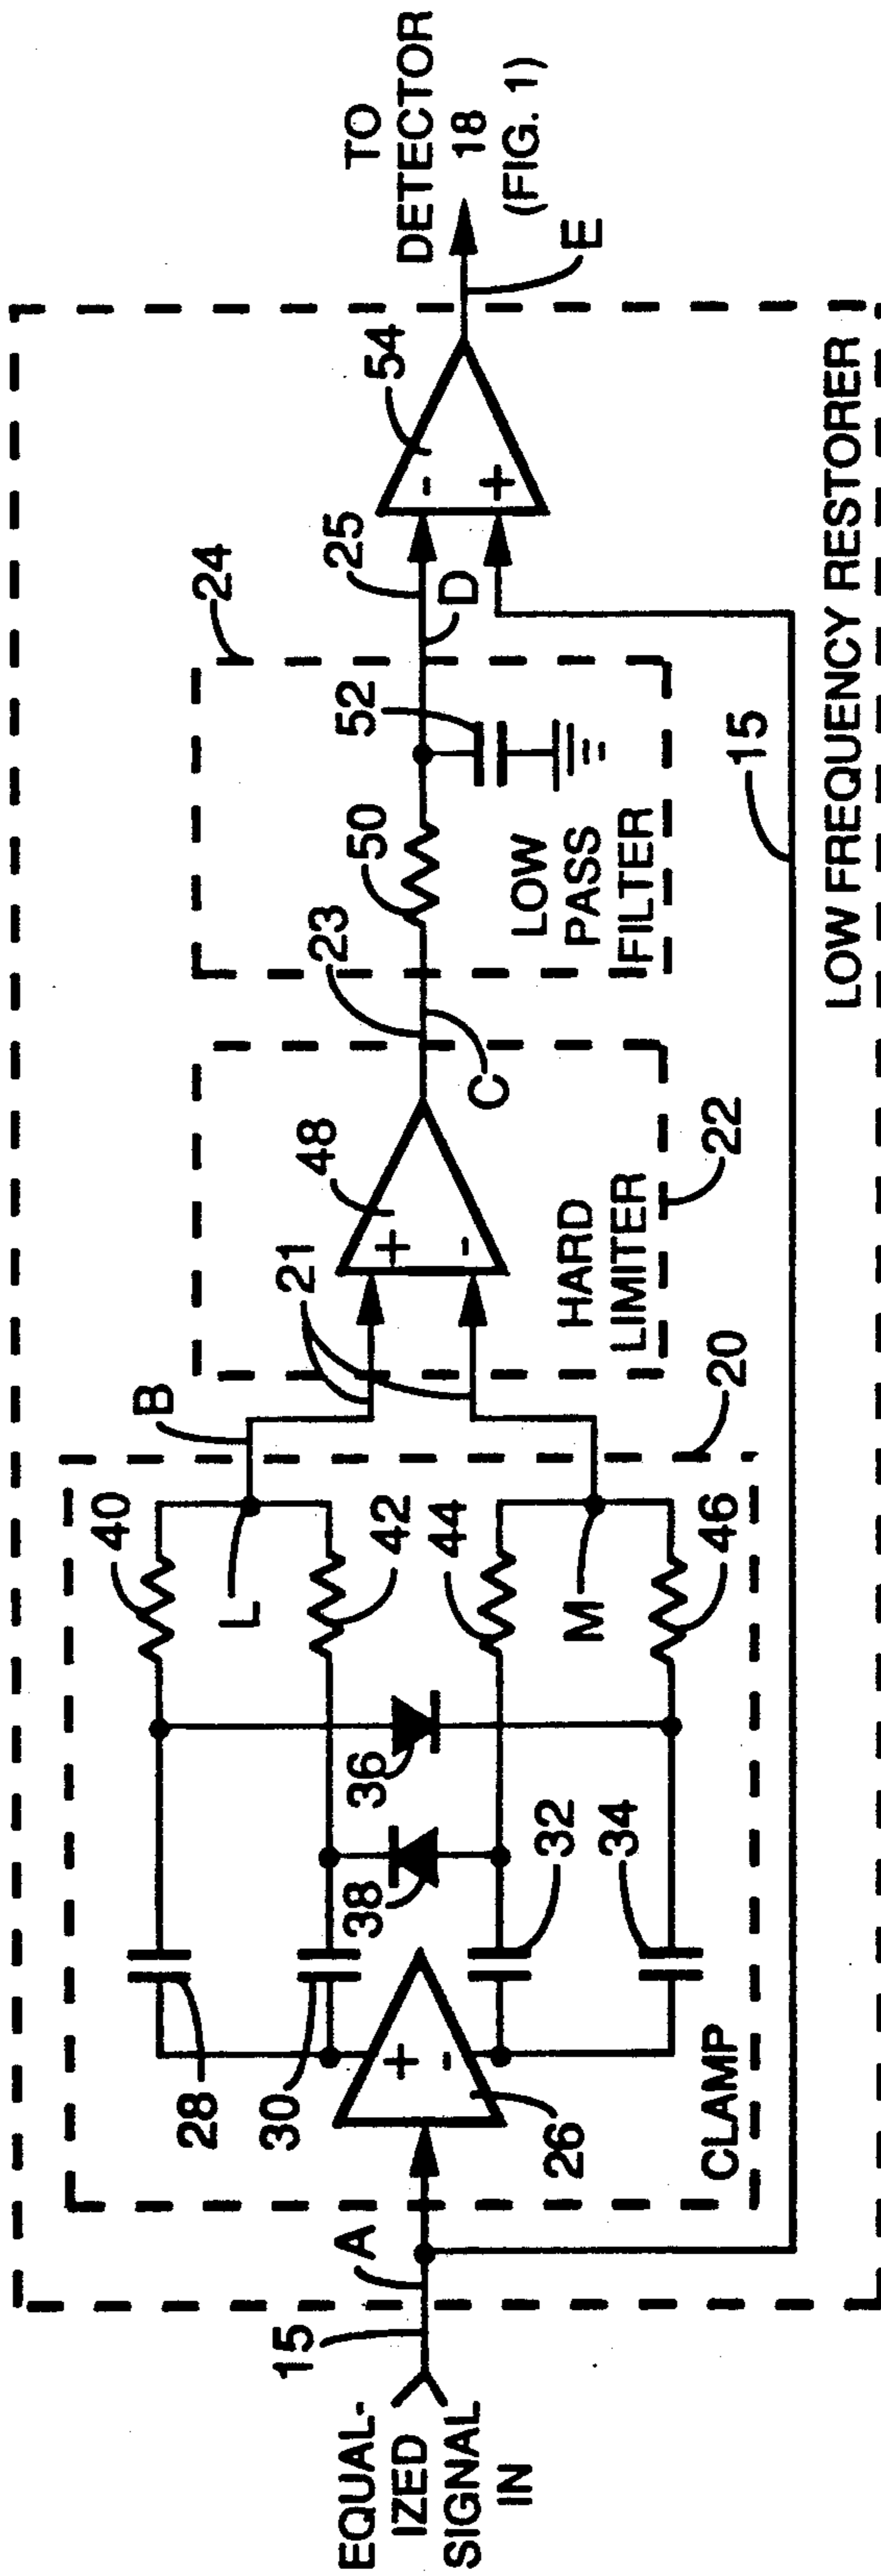 EQUAL-
IZED
SIGNAL
IN
15
A
26
+
-
28
30
32
34
38
36
40
L
42
44
M
46
CLAMP
20
B
21
48
+
-
HARD
LIMITER
22
C
23
50
52
LOW
PASS
FILTER
24
25
D
54
-
+
15
E
LOW FREQUENCY RESTORER
TO
DETECTOR
18
(FIG. 1)